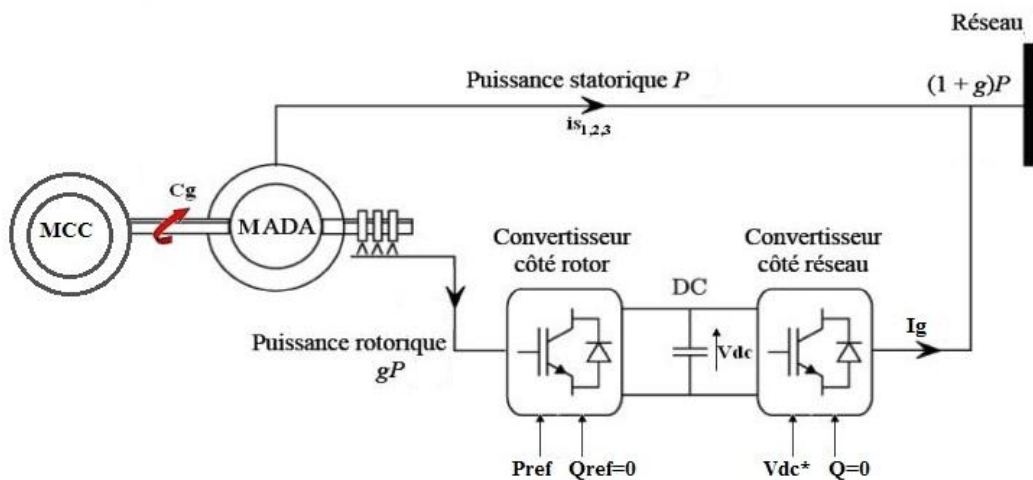 Réseau
Puissance statorique P
(1 + g)P
is1,2,3
Cg
MCC
MADA
Convertisseur
côté rotor
Convertisseur
côté réseau
DC
Ig
Vdc
Puissance rotorique
gP
Pref
Qref=0
Vdc*
Q=0